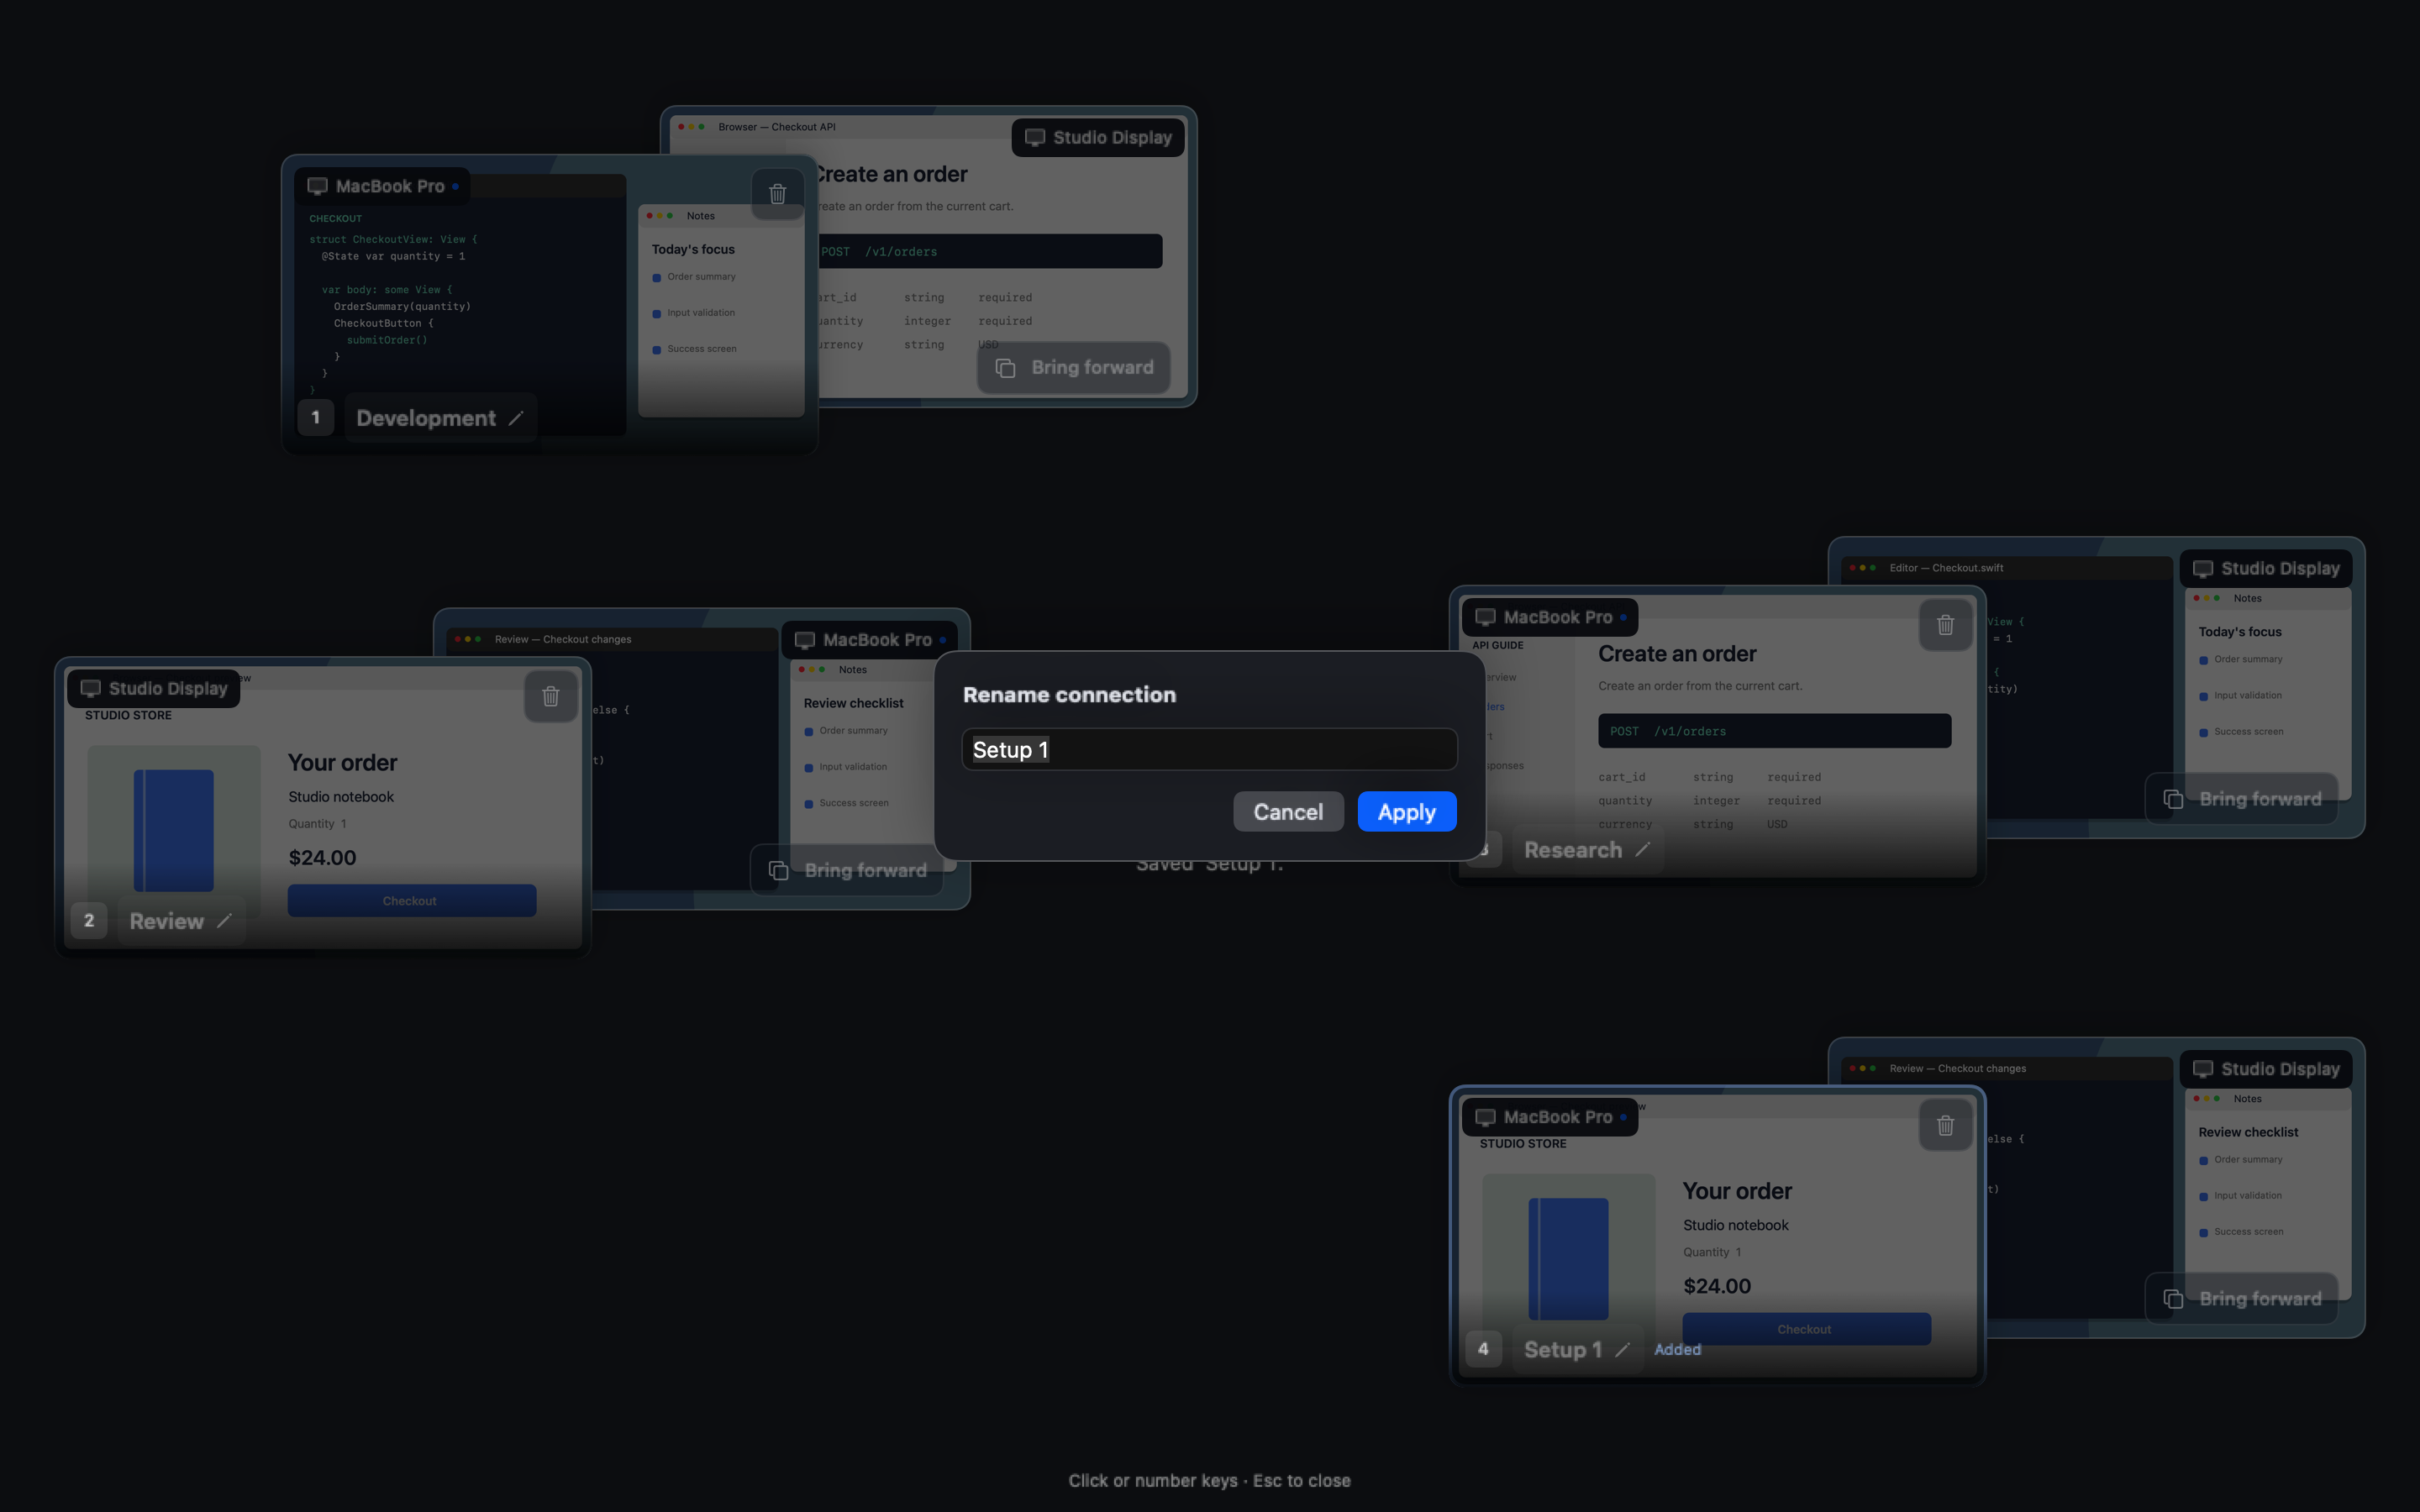 Browser — Checkout API
Studio Display
Create an order
Create an order from the current cart.
POST /v1/orders
string required
integer required
string USD
Bring forward
MacBook Pro
CHECKOUT
struct CheckoutView: View {
@State var quantity = 1
var body: some View {
OrderSummary(quantity)
CheckoutButton {
submitOrder()
}
}
}
Notes
Today's focus
Order summary
Input validation
Success screen
1 Development
Review — Checkout changes
MacBook Pro
else {
t)
Notes
Review checklist
Order summary
Input validation
Success screen
Bring forward
Studio Display
STUDIO STORE
Your order
Studio notebook
Quantity 1
$24.00
Checkout
2 Review
Rename connection
Setup 1
Cancel Apply
Saved Setup 1.
Editor — Checkout.swift
Studio Display
View {
= 1
{
Notes
Today's focus
Order summary
Input validation
Success screen
Bring forward
MacBook Pro
API GUIDE
Create an order
Create an order from the current cart.
POST /v1/orders
cart_id string required
quantity integer required
currency string USD
3 Research
Review — Checkout changes
Studio Display
else {
t)
Notes
Review checklist
Order summary
Input validation
Success screen
Bring forward
MacBook Pro
STUDIO STORE
Your order
Studio notebook
Quantity 1
$24.00
Checkout
4 Setup 1 Added
Click or number keys · Esc to close